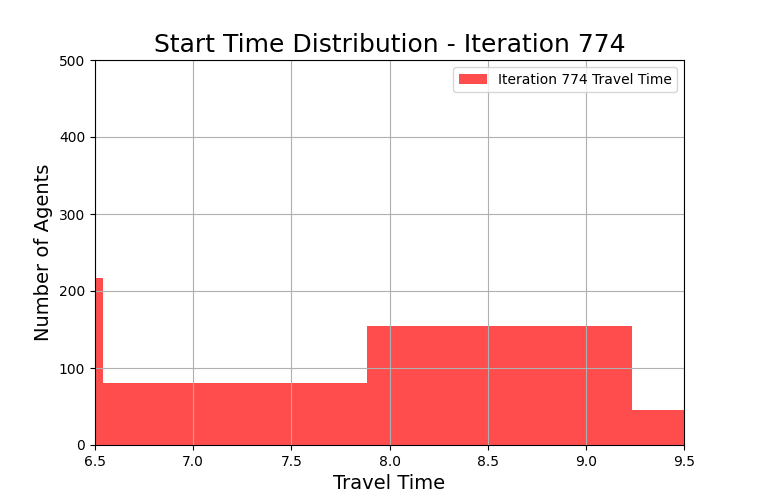 Start Time Distribution - Iteration 774
500
400
300
200
100
0
Number of Agents
Iteration 774 Travel Time
6.5 7.0 7.5 8.0 8.5 9.0 9.5
Travel Time